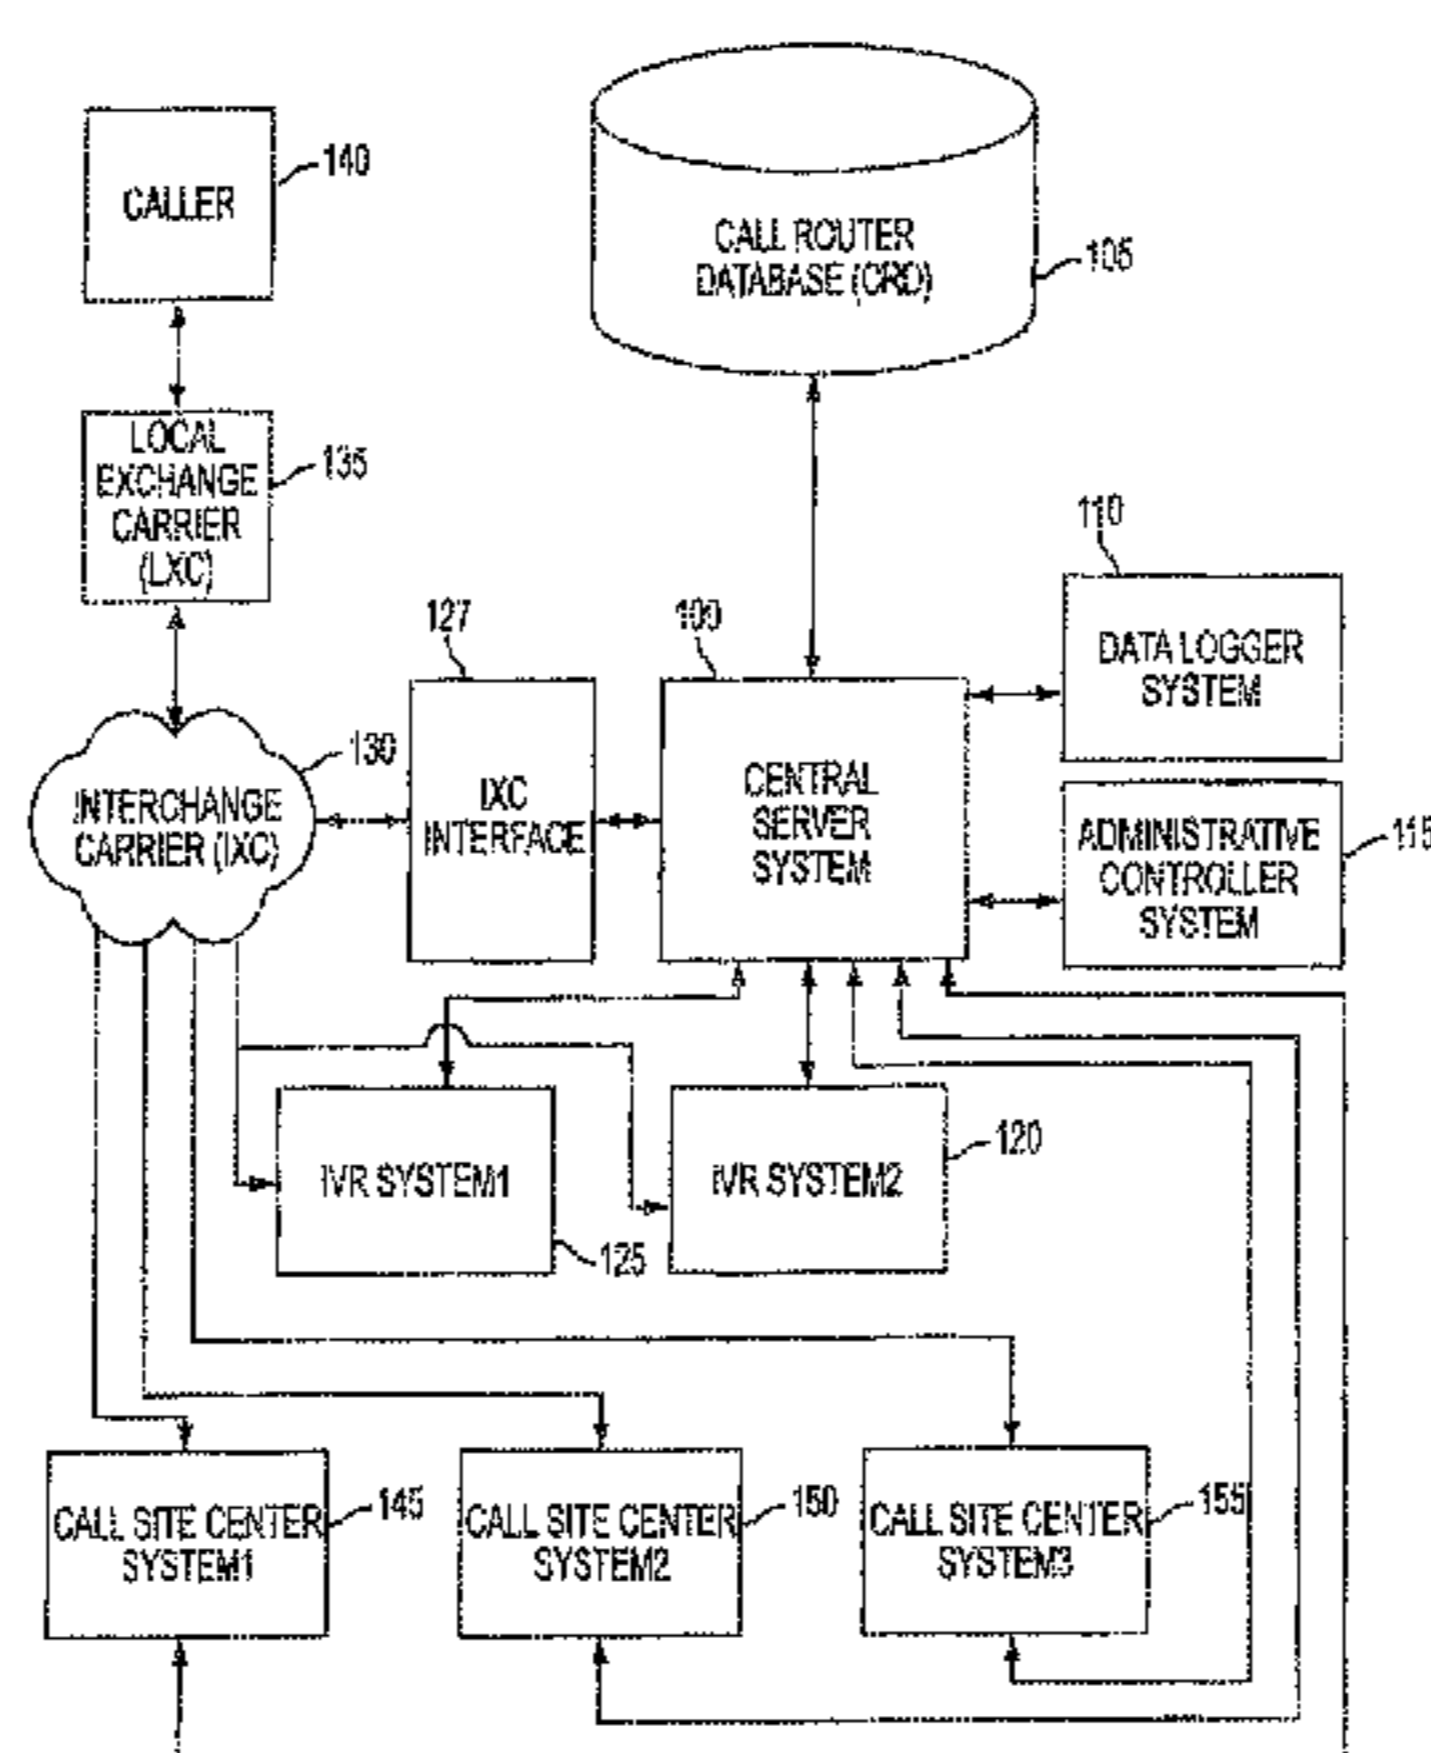 CALLER
140
CALL ROUTER
DATABASE (CRD)
105
LOCAL
EXCHANGE
CARRIER
(LXC)
135
110
DATA LOGGER
SYSTEM
127
100
IXC
INTERFACE
CENTRAL
SERVER
SYSTEM
130
INTERCHANGE
CARRIER (IXC)
ADMINISTRATIVE
CONTROLLER
SYSTEM
115
IVR SYSTEM1
125
IVR SYSTEM2
120
CALL SITE CENTER
SYSTEM1
145
CALL SITE CENTER
SYSTEM2
150
CALL SITE CENTER
SYSTEM3
155